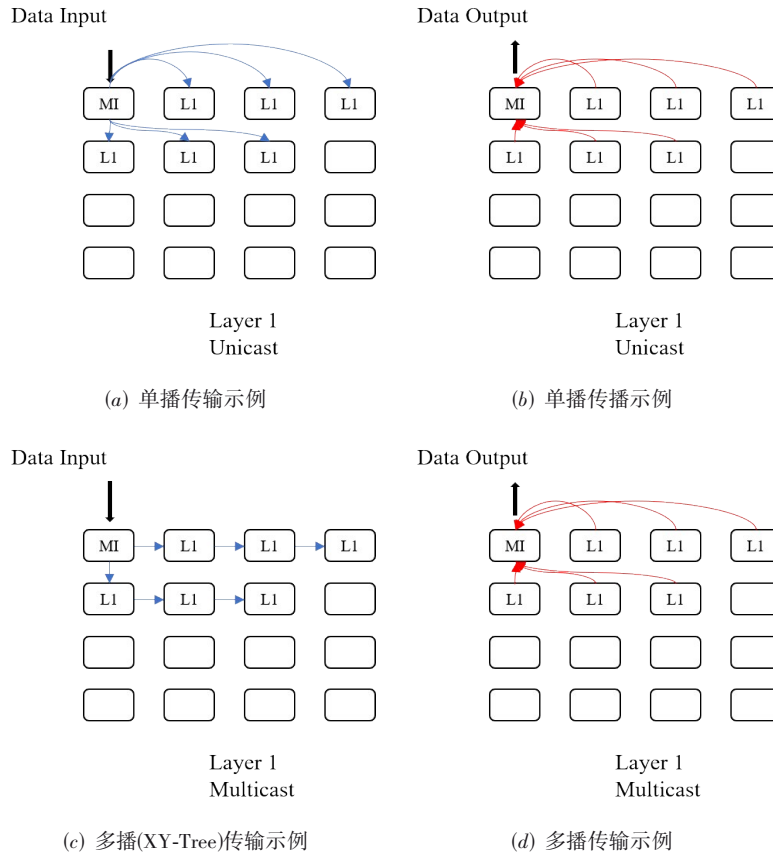 Data Input
Data Output
MI L1 L1 L1
MI L1 L1 L1
L1 L1 L1
L1 L1 L1
Layer 1
Unicast
Layer 1
Unicast
(a) 单播传输示例
(b) 单播传播示例
Data Input
Data Output
MI L1 L1 L1
MI L1 L1 L1
L1 L1 L1
L1 L1 L1
Layer 1
Multicast
Layer 1
Multicast
(c) 多播(XY-Tree)传输示例
(d) 多播传输示例